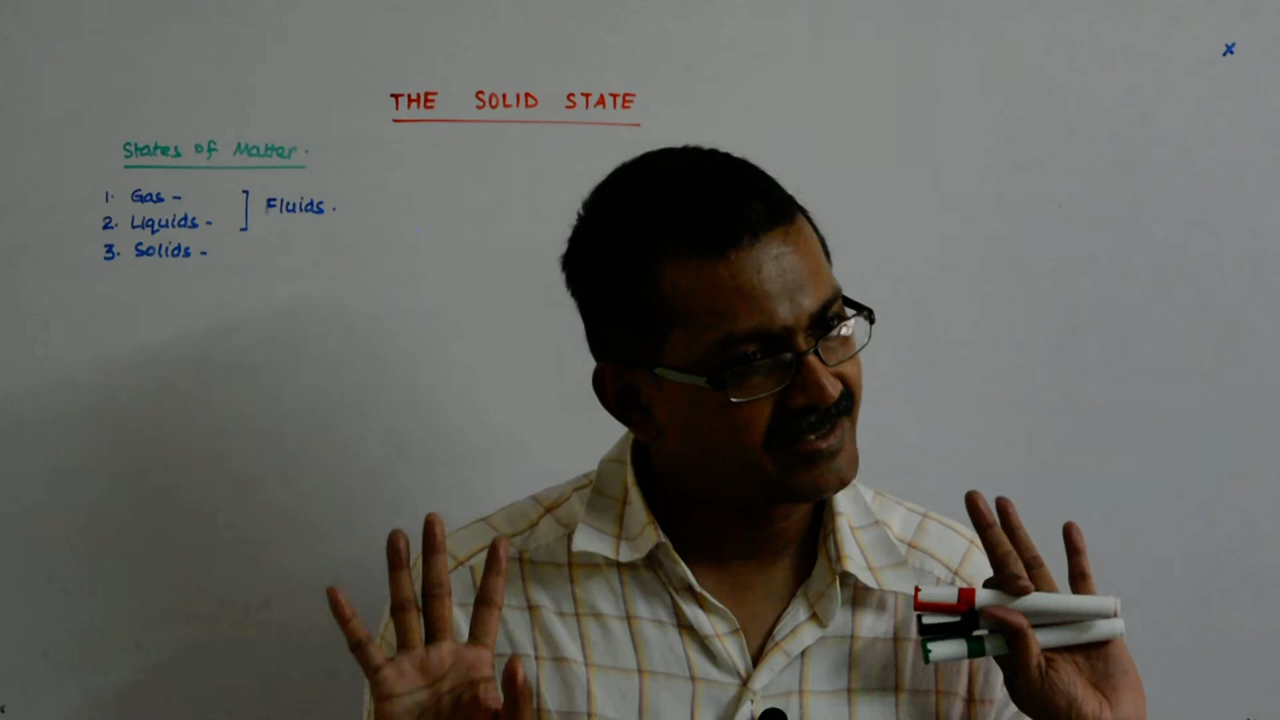 x
THE SOLID STATE
States of Matter.
1. Gas -
2. Liquids - ] Fluids.
3. Solids -